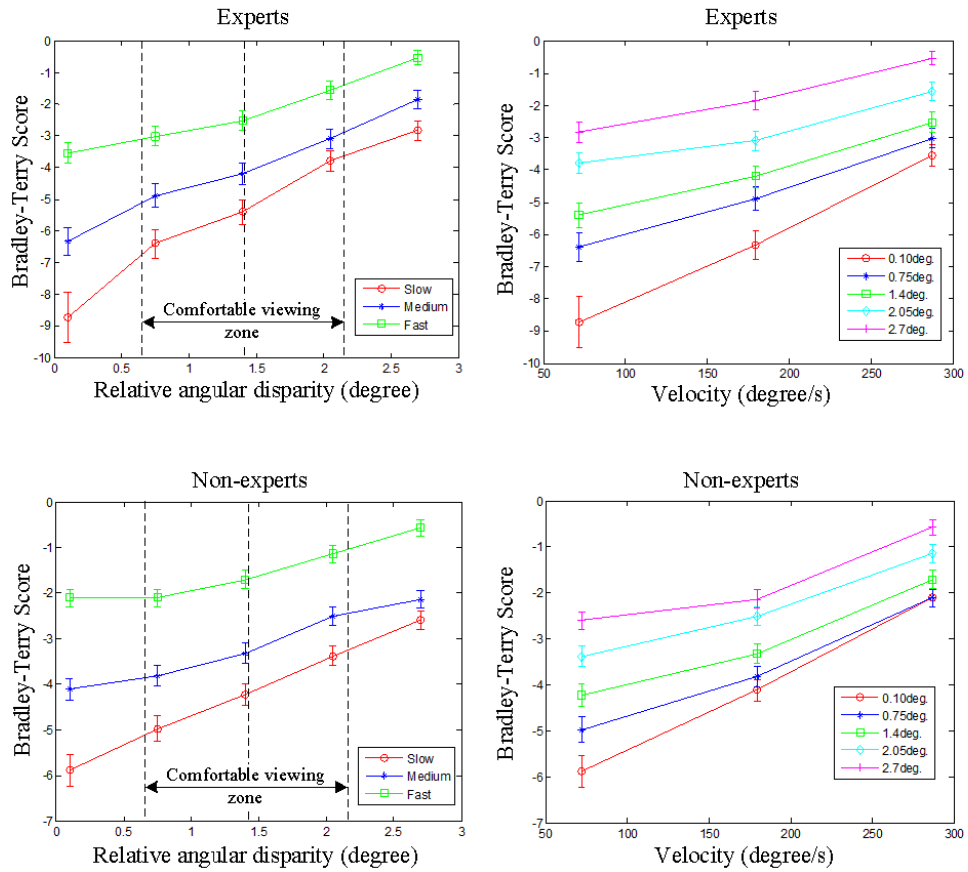 Experts
Bradley-Terry Score
0
-1
-2
-3
-4
-5
-6
-7
-8
-9
-10
0
0.5
1
1.5
2
2.5
3
Relative angular disparity (degree)
Comfortable viewing
zone
Slow
Medium
Fast
Experts
Bradley-Terry Score
0
-1
-2
-3
-4
-5
-6
-7
-8
-9
-10
50
100
150
200
250
300
Velocity (degree/s)
0.10deg.
0.75deg.
1.4deg.
2.05deg.
2.7deg.
Non-experts
Bradley-Terry Score
0
-1
-2
-3
-4
-5
-6
-7
0
0.5
1
1.5
2
2.5
3
Relative angular disparity (degree)
Comfortable viewing
zone
Slow
Medium
Fast
Non-experts
Bradley-Terry Score
0
-1
-2
-3
-4
-5
-6
-7
50
100
150
200
250
300
Velocity (degree/s)
0.10deg.
0.75deg.
1.4deg.
2.05deg.
2.7deg.